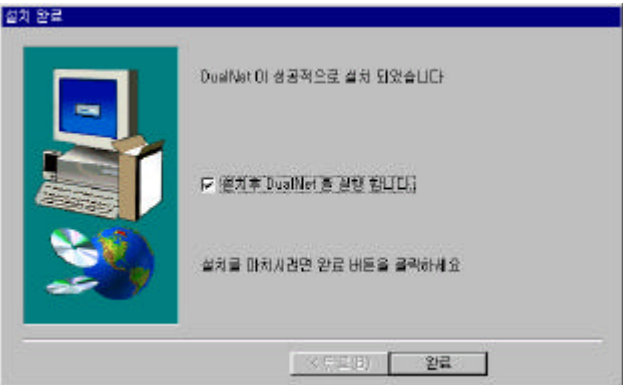 설치 완료
DualNet 이 성공적으로 설치 되었습니다
설치후 DualNet 을 실행 합니다.
설치를 마치시려면 완료 버튼을 클릭하세요
< 뒤로(B)
완료